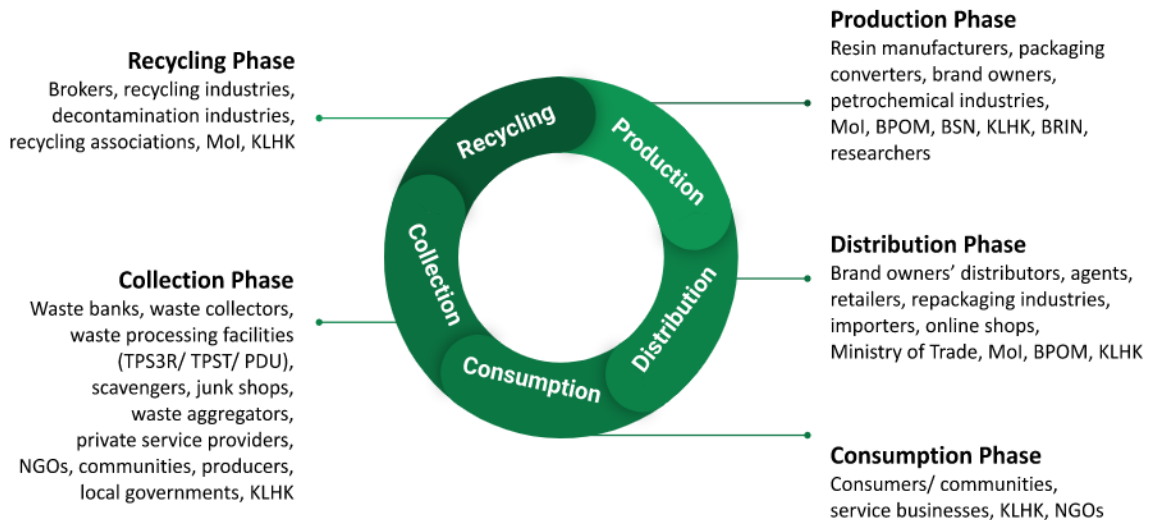 Recycling Phase
Brokers, recycling industries,
decontamination industries,
recycling associations, MoI, KLHK
Collection Phase
Waste banks, waste collectors,
waste processing facilities
(TPS3R/ TPST/ PDU),
scavengers, junk shops,
waste aggregators,
private service providers,
NGOs, communities, producers,
local governments, KLHK
Recycling
Production
Distribution
Consumption
Collection
Production Phase
Resin manufacturers, packaging
converters, brand owners,
petrochemical industries,
MoI, BPOM, BSN, KLHK, BRIN,
researchers
Distribution Phase
Brand owners’ distributors, agents,
retailers, repackaging industries,
importers, online shops,
Ministry of Trade, MoI, BPOM, KLHK
Consumption Phase
Consumers/ communities,
service businesses, KLHK, NGOs